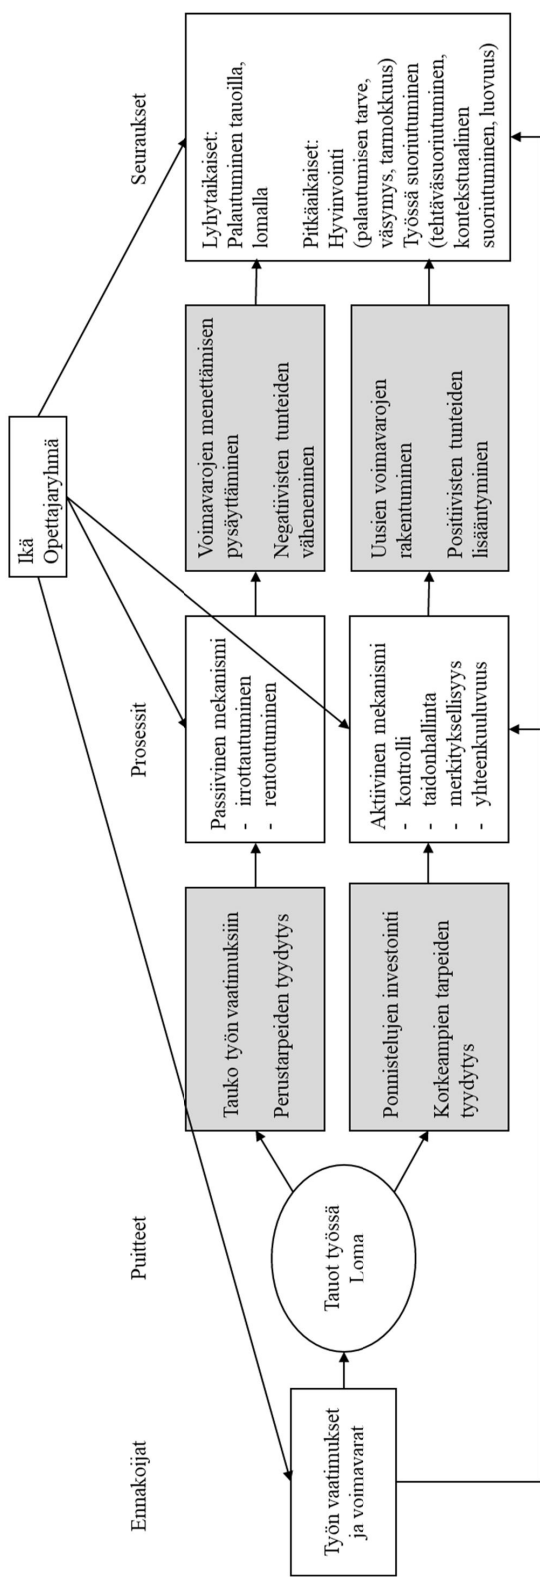 Ikä
Opettajaryhmä
Ennakoijat
Puitteet
Prosessit
Seuraukset
Työn vaatimukset
ja voimavarat
Tauot työssä
Loma
Tauko työn vaatimuksiin
Perustarpeiden tyydytys
Ponnistelujen investointi
Korkeampien tarpeiden
tyydytys
Passiivinen mekanismi
- irrottautuminen
- rentoutuminen
Aktiivinen mekanismi
- kontrolli
- taidonhallinta
- merkityksellisyys
- yhteenkuuluvuus
Voimavarojen menettämisen
pysäyttäminen
Negatiivisten tunteiden
väheneminen
Uusien voimavarojen
rakentuminen
Positiivisten tunteiden
lisääntyminen
Lyhytaikaiset:
Palautuminen tauoilla,
lomalla
Pitkäaikaiset:
Hyvinvointi
(palautumisen tarve,
väsymys, tarmokkuus)
Työssä suoriutuminen
(tehtäväsuoriutuminen,
kontekstuaalinen
suoriutuminen, luovuus)